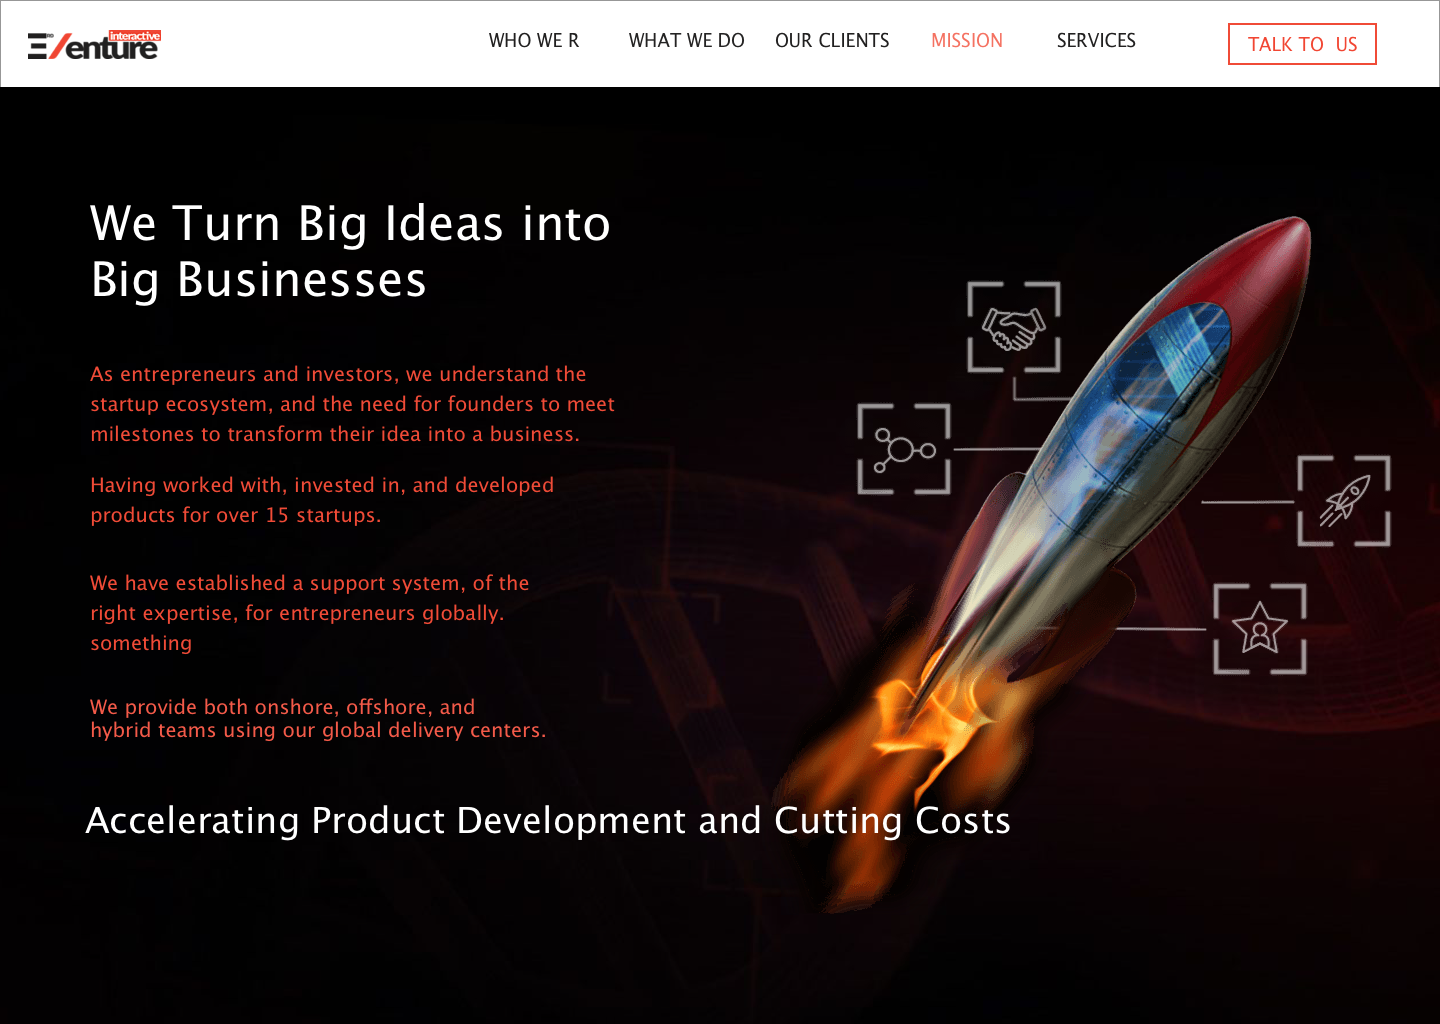 Enture
interactive
WHO WE R
WHAT WE DO
OUR CLIENTS
MISSION
SERVICES
TALK TO US
We Turn Big Ideas into
Big Businesses
As entrepreneurs and investors, we understand the
startup ecosystem, and the need for founders to meet
milestones to transform their idea into a business.
Having worked with, invested in, and developed
products for over 15 startups.
We have established a support system, of the
right expertise, for entrepreneurs globally.
something
We provide both onshore, offshore, and
hybrid teams using our global delivery centers.
Accelerating Product Development and Cutting Costs